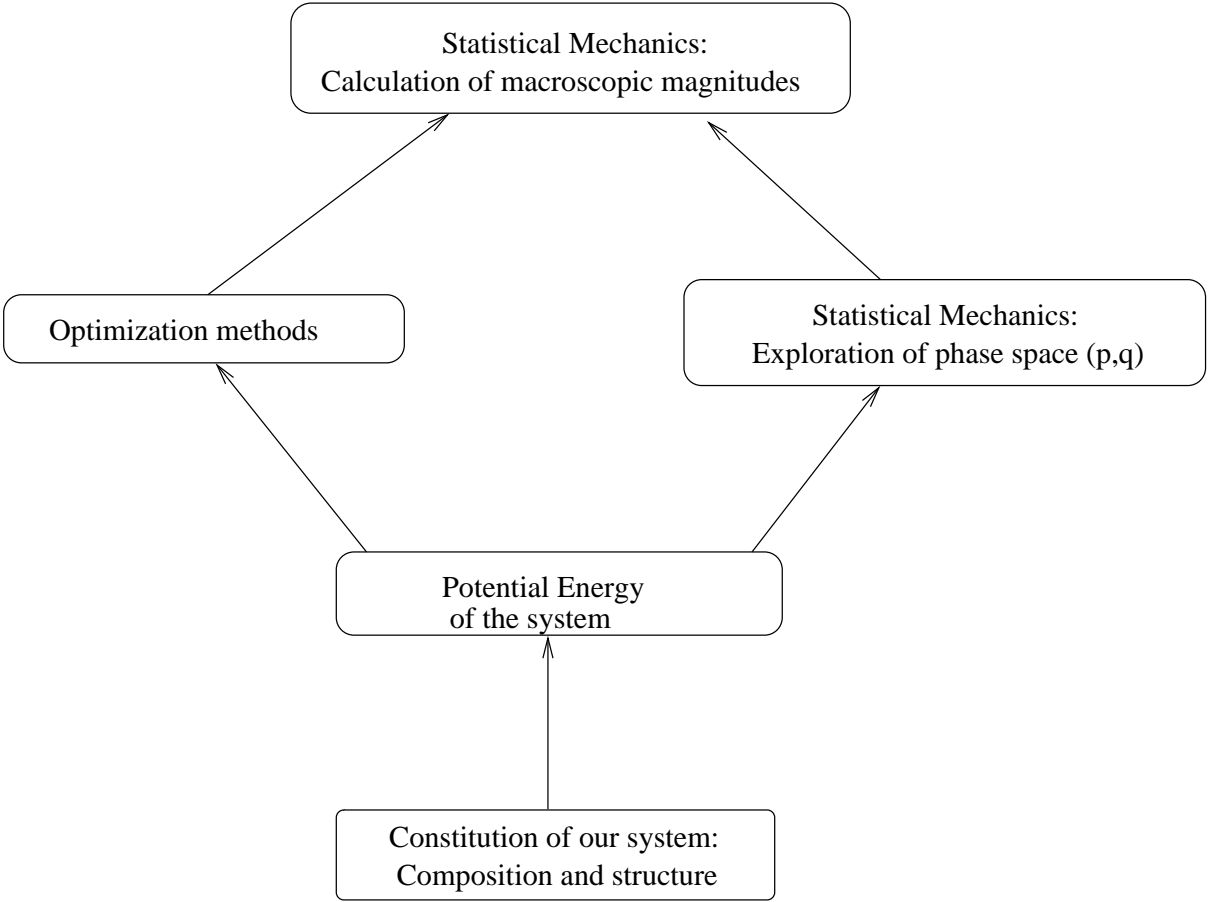 Statistical Mechanics:
Calculation of macroscopic magnitudes
Optimization methods
Statistical Mechanics:
Exploration of phase space (p,q)
Potential Energy
of the system
Constitution of our system:
Composition and structure